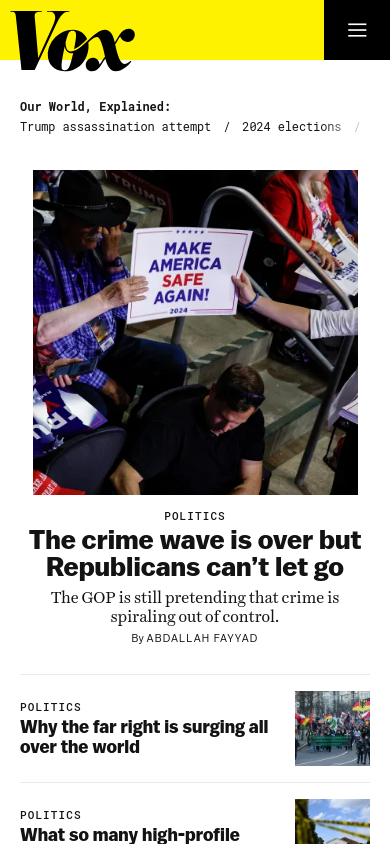 Vox
Our World, Explained:
Trump assassination attempt / 2024 elections /
TRUMP
MAKE
AMERICA
SAFE
AGAIN!
2024
POLITICS
The crime wave is over but
Republicans can’t let go
The GOP is still pretending that crime is
spiraling out of control.
By ABDALLAH FAYYAD
POLITICS
Why the far right is surging all
over the world
POLITICS
What so many high-profile